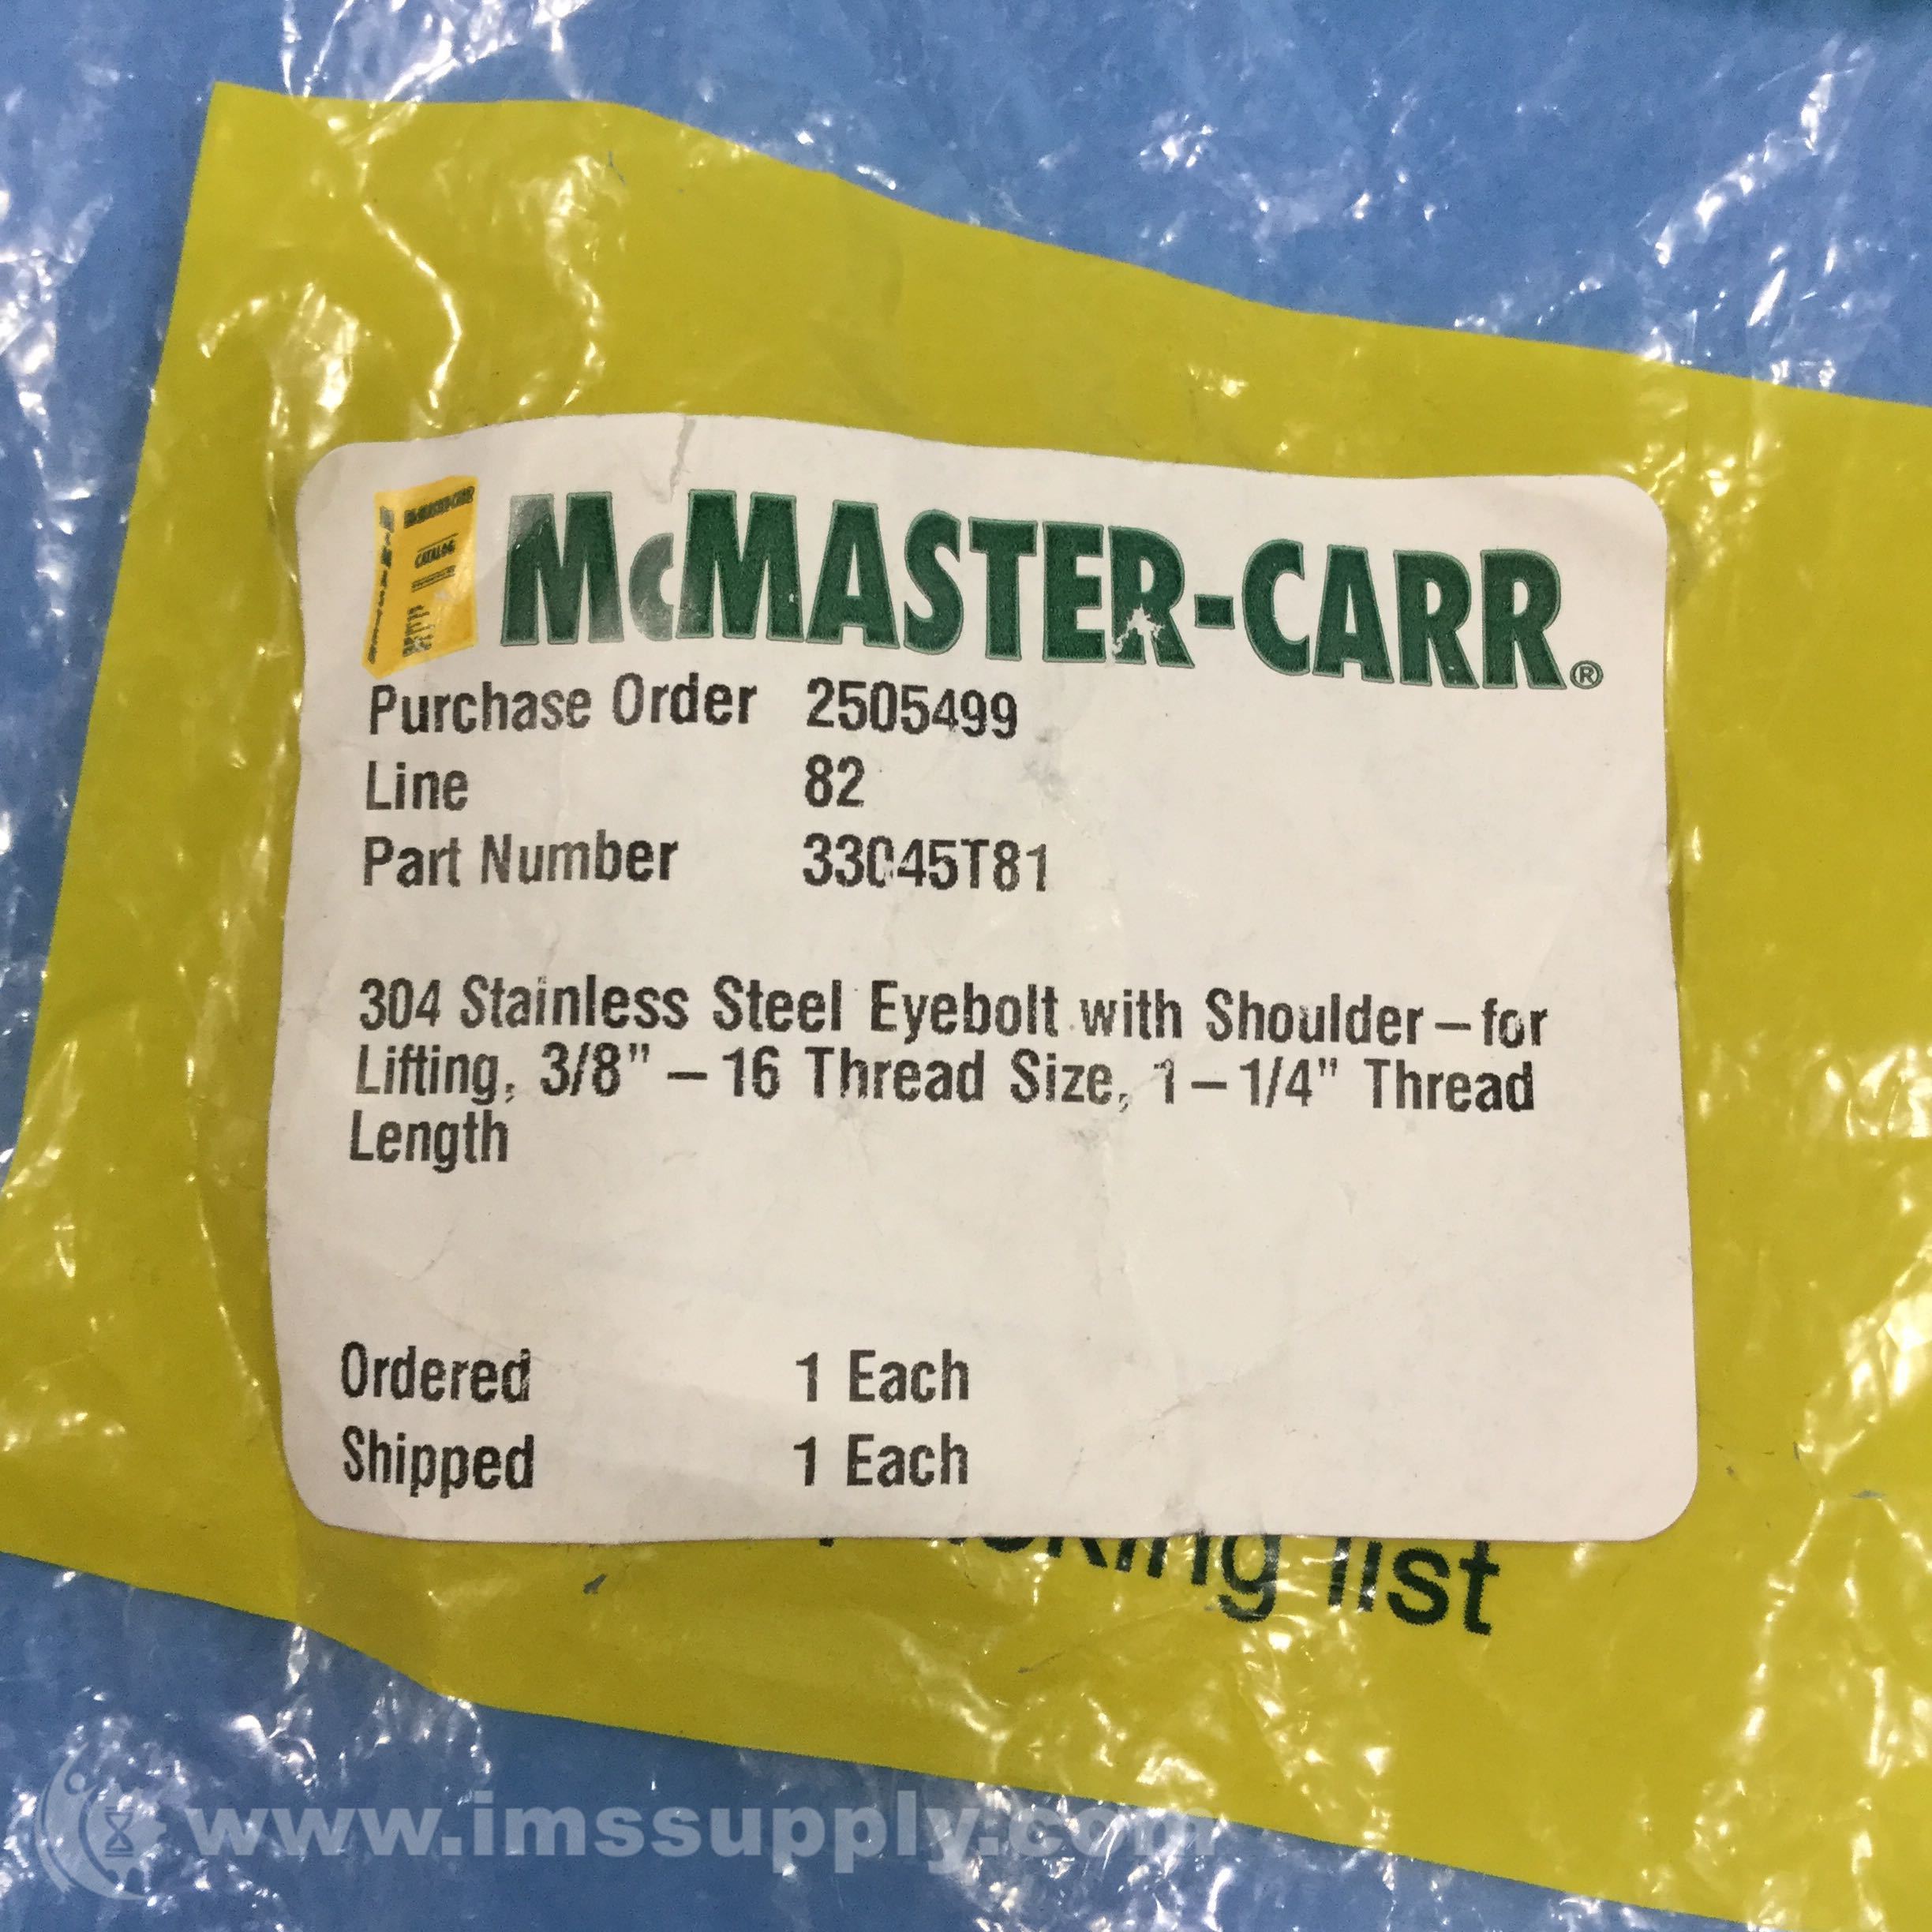 McMASTER-CARR®
CATALOG
Purchase Order 2505499
Line 82
Part Number 33045T81
304 Stainless Steel Eyebolt with Shoulder – for
Lifting, 3/8" – 16 Thread Size, 1 – 1/4" Thread
Length
Ordered 1 Each
Shipped 1 Each
list
www.imssupply.com